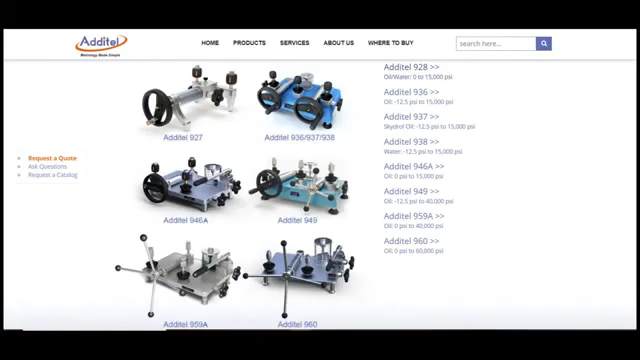 Additel
Metrology Made Simple
HOME PRODUCTS SERVICES ABOUT US WHERE TO BUY
search here...
Additel 927
Additel 936/937/938
Additel 946A
Additel 949
Additel 959A
Additel 960
Request a Quote
Ask Questions
Request a Catalog
Additel 928 >>
Oil/Water: 0 to 15,000 psi
Additel 936 >>
Oil: -12.5 psi to 15,000 psi
Additel 937 >>
Skydrol Oil: -12.5 psi to 15,000 psi
Additel 938 >>
Water: -12.5 psi to 15,000 psi
Additel 946A >>
Oil: 0 psi to 15,000 psi
Additel 949 >>
Oil: -12.5 psi to 40,000 psi
Additel 959A >>
Oil: 0 psi to 40,000 psi
Additel 960 >>
Oil: 0 psi to 60,000 psi